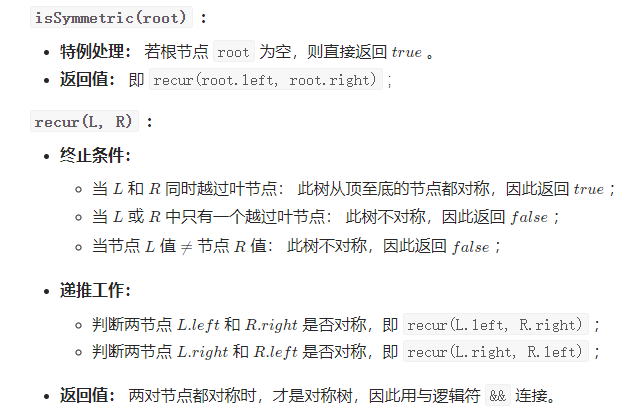 isSymmetric(root) :
• 特例处理： 若根节点 root 为空，则直接返回 true 。
• 返回值： 即 recur(root.left, root.right) ;
recur(L, R) :
• 终止条件：
◦ 当 L 和 R 同时越过叶节点： 此树从顶至底的节点都对称，因此返回 true ；
◦ 当 L 或 R 中只有一个越过叶节点： 此树不对称，因此返回 false ；
◦ 当节点 L 值 ≠ 节点 R 值： 此树不对称，因此返回 false ；
• 递推工作：
◦ 判断两节点 L.left 和 R.right 是否对称，即 recur(L.left, R.right) ；
◦ 判断两节点 L.right 和 R.left 是否对称，即 recur(L.right, R.left) ；
• 返回值： 两对节点都对称时，才是对称树，因此用与逻辑符 && 连接。